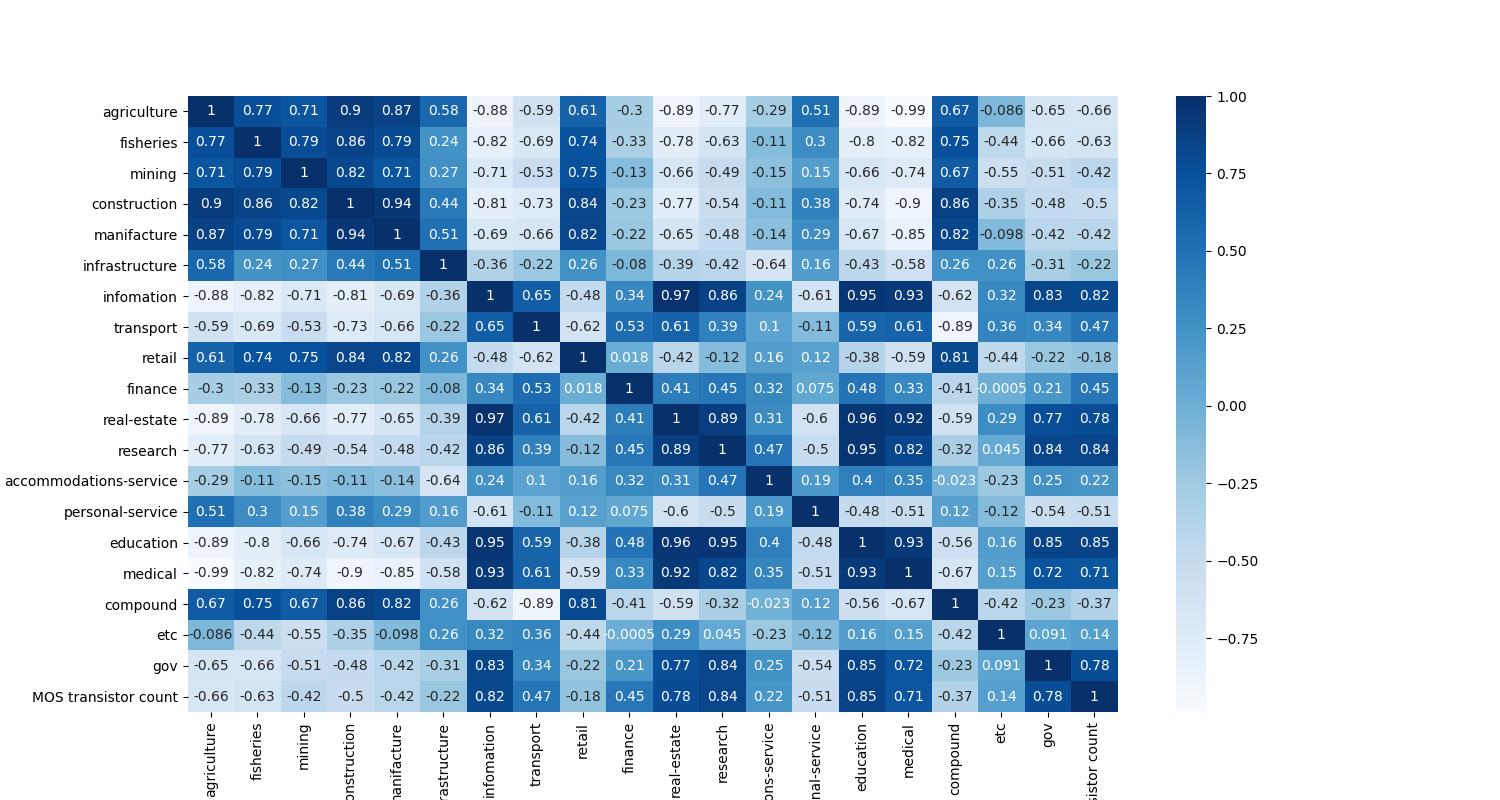 agriculture 1 0.77 0.71 0.9 0.87 0.58 -0.88 -0.59 0.61 -0.3 -0.89 -0.77 -0.29 0.51 -0.89 -0.99 0.67 -0.086 -0.65 -0.66
fisheries 0.77 1 0.79 0.86 0.79 0.24 -0.82 -0.69 0.74 -0.33 -0.78 -0.63 -0.11 0.3 -0.8 -0.82 0.75 -0.44 -0.66 -0.63
mining 0.71 0.79 1 0.82 0.71 0.27 -0.71 -0.53 0.75 -0.13 -0.66 -0.49 -0.15 0.15 -0.66 -0.74 0.67 -0.55 -0.51 -0.42
construction 0.9 0.86 0.82 1 0.94 0.44 -0.81 -0.73 0.84 -0.23 -0.77 -0.54 -0.11 0.38 -0.74 -0.9 0.86 -0.35 -0.48 -0.5
manifacture 0.87 0.79 0.71 0.94 1 0.51 -0.69 -0.66 0.82 -0.22 -0.65 -0.48 -0.14 0.29 -0.67 -0.85 0.82 -0.098 -0.42 -0.42
infrastructure 0.58 0.24 0.27 0.44 0.51 1 -0.36 -0.22 0.26 -0.08 -0.39 -0.42 -0.64 0.16 -0.43 -0.58 0.26 0.26 -0.31 -0.22
infomation -0.88 -0.82 -0.71 -0.81 -0.69 -0.36 1 0.65 -0.48 0.34 0.97 0.86 0.24 -0.61 0.95 0.93 -0.62 0.32 0.83 0.82
transport -0.59 -0.69 -0.53 -0.73 -0.66 -0.22 0.65 1 -0.62 0.53 0.61 0.39 0.1 -0.11 0.59 0.61 -0.89 0.36 0.34 0.47
retail 0.61 0.74 0.75 0.84 0.82 0.26 -0.48 -0.62 1 0.018 -0.42 -0.12 0.16 0.12 -0.38 -0.59 0.81 -0.44 -0.22 -0.18
finance -0.3 -0.33 -0.13 -0.23 -0.22 -0.08 0.34 0.53 0.018 1 0.41 0.45 0.32 0.075 0.48 0.33 -0.41 -0.0005 0.21 0.45
real-estate -0.89 -0.78 -0.66 -0.77 -0.65 -0.39 0.97 0.61 -0.42 0.41 1 0.89 0.31 -0.6 0.96 0.92 -0.59 0.29 0.77 0.78
research -0.77 -0.63 -0.49 -0.54 -0.48 -0.42 0.86 0.39 -0.12 0.45 0.89 1 0.47 -0.5 0.95 0.82 -0.32 0.045 0.84 0.84
accommodations-service -0.29 -0.11 -0.15 -0.11 -0.14 -0.64 0.24 0.1 0.16 0.32 0.31 0.47 1 0.19 0.4 0.35 -0.023 -0.23 0.25 0.22
personal-service 0.51 0.3 0.15 0.38 0.29 0.16 -0.61 -0.11 0.12 0.075 -0.6 -0.5 0.19 1 -0.48 -0.51 0.12 -0.12 -0.54 -0.51
education -0.89 -0.8 -0.66 -0.74 -0.67 -0.43 0.95 0.59 -0.38 0.48 0.96 0.95 0.4 -0.48 1 0.93 -0.56 0.16 0.85 0.85
medical -0.99 -0.82 -0.74 -0.9 -0.85 -0.58 0.93 0.61 -0.59 0.33 0.92 0.82 0.35 -0.51 0.93 1 -0.67 0.15 0.72 0.71
compound 0.67 0.75 0.67 0.86 0.82 0.26 -0.62 -0.89 0.81 -0.41 -0.59 -0.32 -0.023 0.12 -0.56 -0.67 1 -0.42 -0.23 -0.37
etc -0.086 -0.44 -0.55 -0.35 -0.098 0.26 0.32 0.36 -0.44 -0.0005 0.29 0.045 -0.23 -0.12 0.16 0.15 -0.42 1 0.091 0.14
gov -0.65 -0.66 -0.51 -0.48 -0.42 -0.31 0.83 0.34 -0.22 0.21 0.77 0.84 0.25 -0.54 0.85 0.72 -0.23 0.091 1 0.78
MOS transistor count -0.66 -0.63 -0.42 -0.5 -0.42 -0.22 0.82 0.47 -0.18 0.45 0.78 0.84 0.22 -0.51 0.85 0.71 -0.37 0.14 0.78 1
agriculture
fisheries
mining
onstruction
nanifacture
rastructure
infomation
transport
retail
finance
real-estate
research
ons-service
nal-service
education
medical
compound
etc
gov
sistor count
1.00
0.75
0.50
0.25
0.00
−0.25
−0.50
−0.75